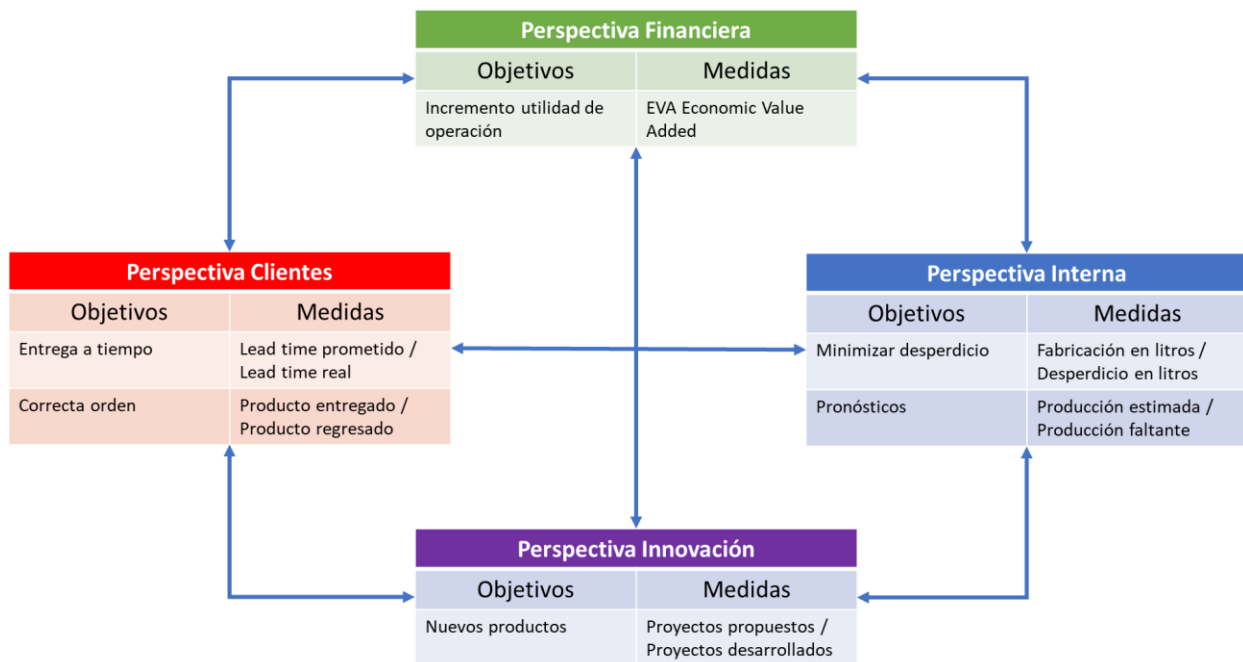 Perspectiva Financiera
Objetivos Medidas
Incremento utilidad de
operación
EVA Economic Value
Added
Perspectiva Clientes
Objetivos Medidas
Entrega a tiempo
Lead time prometido /
Lead time real
Correcta orden
Producto entregado /
Producto regresado
Perspectiva Interna
Objetivos Medidas
Minimizar desperdicio
Fabricación en litros /
Desperdicio en litros
Pronósticos
Producción estimada /
Producción faltante
Perspectiva Innovación
Objetivos Medidas
Nuevos productos
Proyectos propuestos /
Proyectos desarrollados